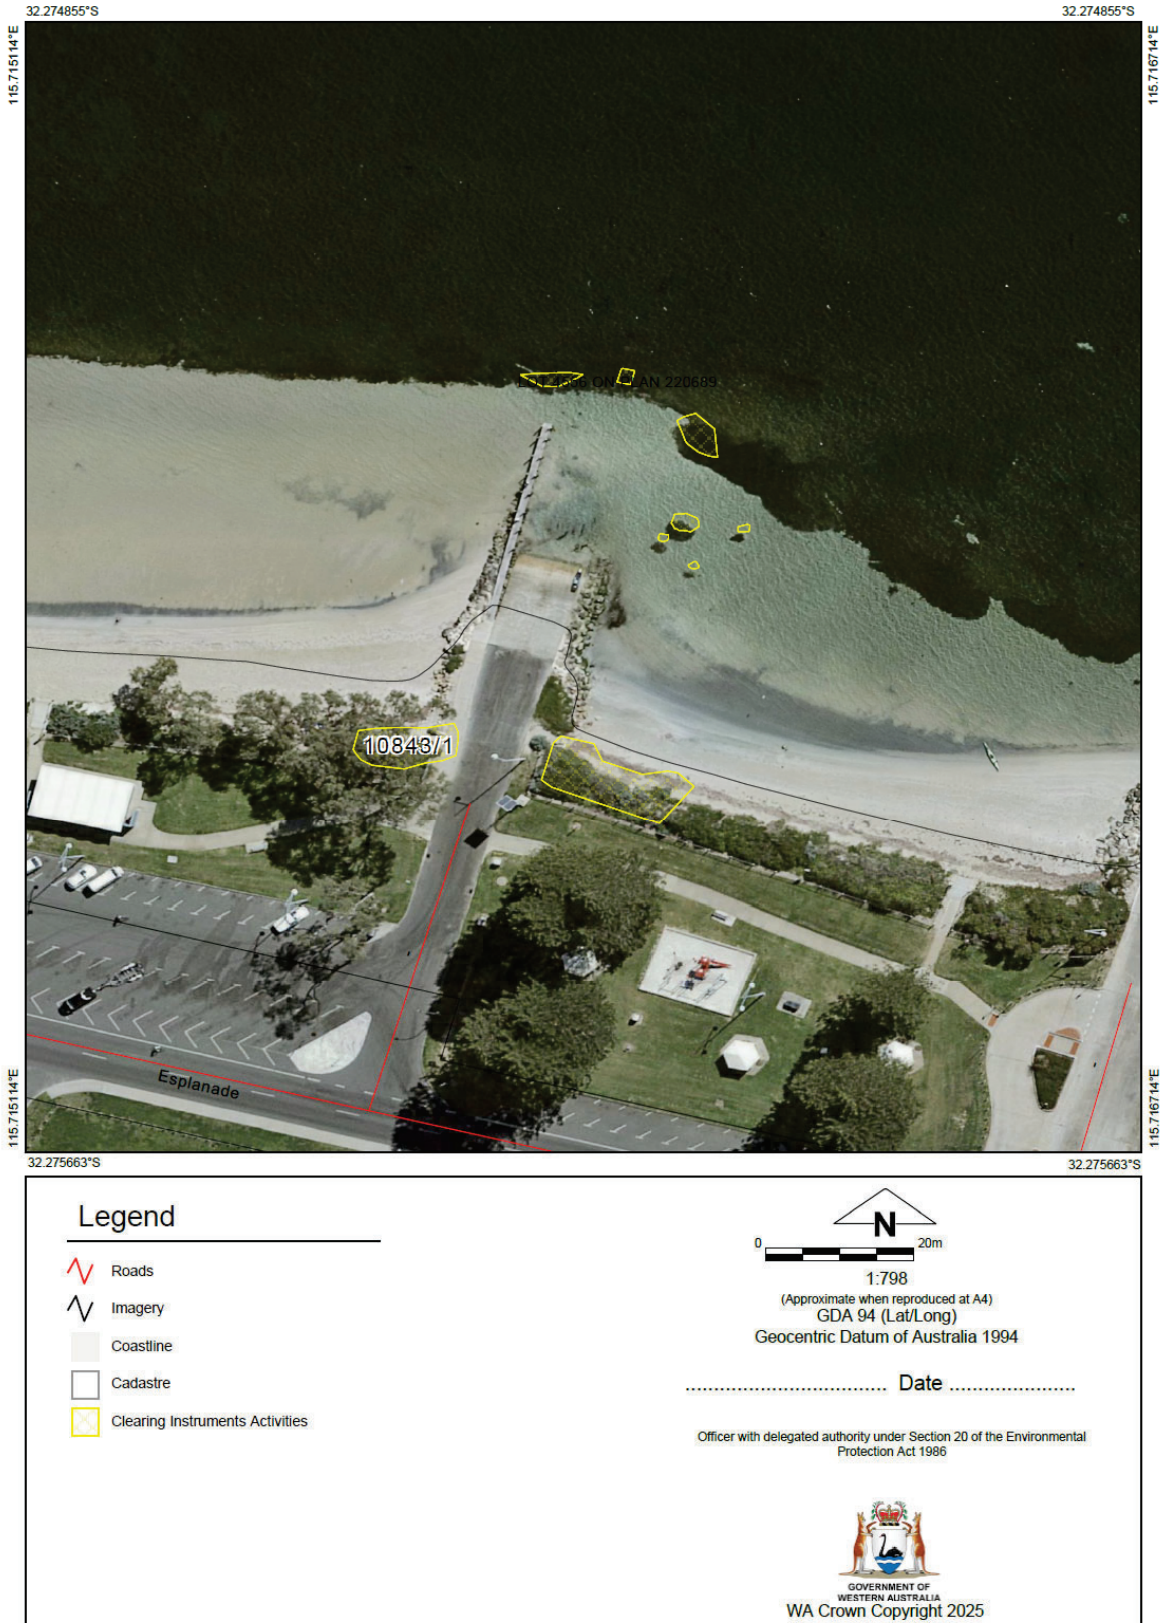 32.274855°S
32.274855°S
115.715114°E
115.716714°E
LOT 4566 ON PLAN 220689
10843/1
Esplanade
115.715114°E
115.716714°E
32.275663°S
32.275663°S
Legend
Roads
Imagery
Coastline
Cadastre
Clearing Instruments Activities
N
0 20m
1:798
(Approximate when reproduced at A4)
GDA 94 (Lat/Long)
Geocentric Datum of Australia 1994
................................... Date ......................
Officer with delegated authority under Section 20 of the Environmental
Protection Act 1986
GOVERNMENT OF
WESTERN AUSTRALIA
WA Crown Copyright 2025